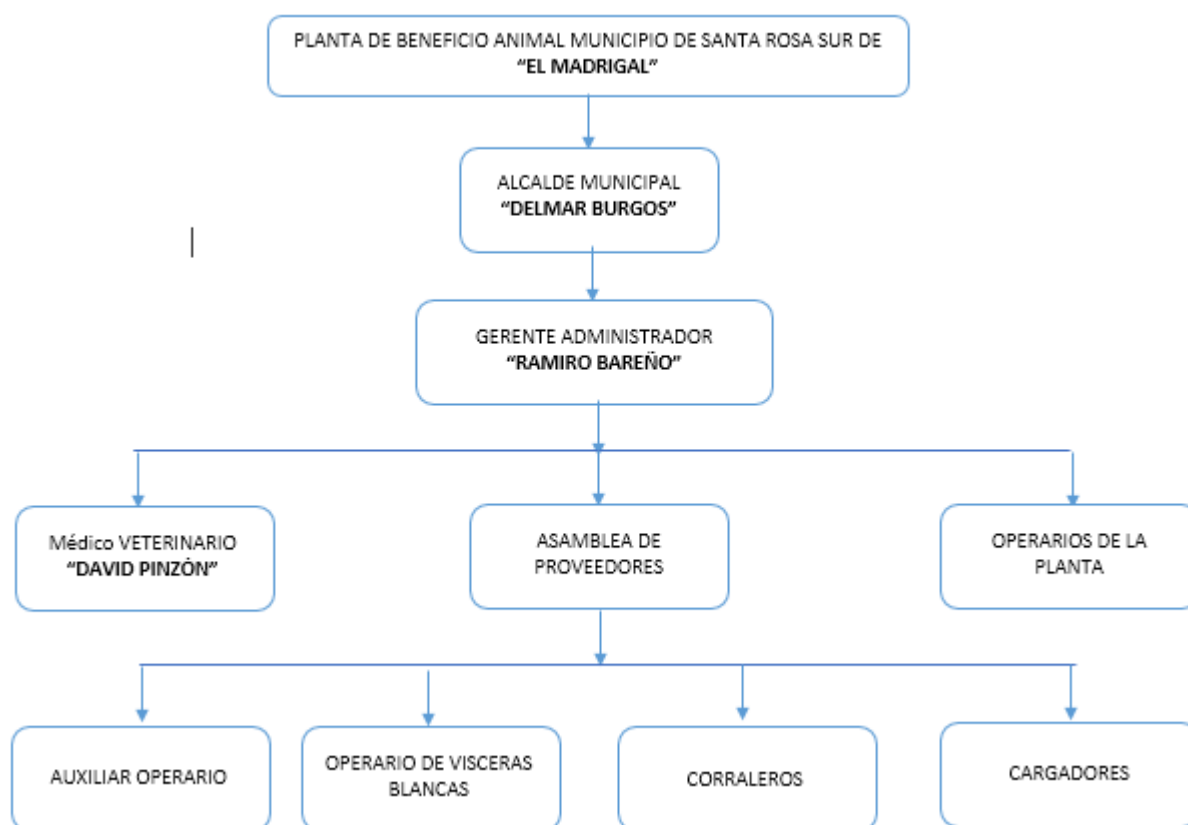 PLANTA DE BENEFICIO ANIMAL MUNICIPIO DE SANTA ROSA SUR DE
“EL MADRIGAL”
ALCALDE MUNICIPAL
“DELMAR BURGOS”
GERENTE ADMINISTRADOR
“RAMIRO BAREÑO”
Médico VETERINARIO
“DAVID PINZÓN”
ASAMBLEA DE
PROVEEDORES
OPERARIOS DE LA
PLANTA
AUXILIAR OPERARIO
OPERARIO DE VISCERAS
BLANCAS
CORRALEROS
CARGADORES